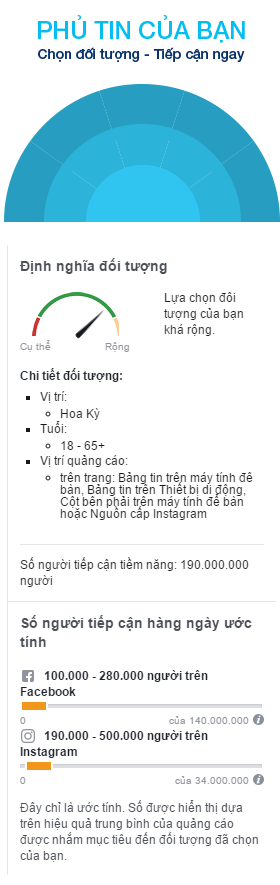 PHỦ TIN CỦA BẠN
Chọn đối tượng - Tiếp cận ngay
Định nghĩa đối tượng
Lựa chọn đối
tượng của bạn
khá rộng.
Cụ thể
Rộng
Chi tiết đối tượng:
Vị trí:
Hoa Kỳ
Tuổi:
18 - 65+
Vị trí quảng cáo:
trên trang: Bảng tin trên máy tính để
bàn, Bảng tin trên Thiết bị di động,
Cột bên phải trên máy tính để bàn
hoặc Nguồn cấp Instagram
Số người tiếp cận tiềm năng: 190.000.000
người
Số người tiếp cận hàng ngày ước
tính
100.000 - 280.000 người trên
Facebook
0
của 140.000.000
190.000 - 500.000 người trên
Instagram
0
của 34.000.000
Đây chỉ là ước tính. Số được hiển thị dựa
trên hiệu quả trung bình của quảng cáo
được nhắm mục tiêu đến đối tượng đã chọn
của bạn.